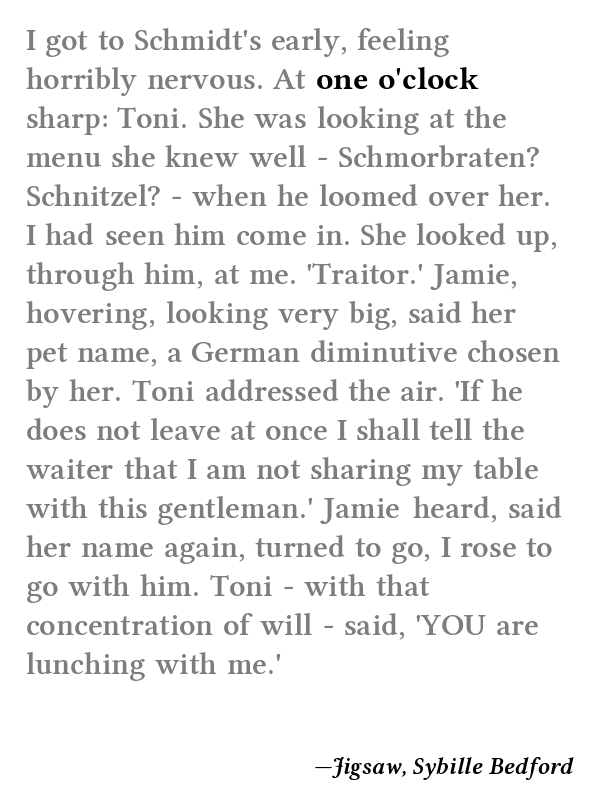 I got to Schmidt's early, feeling
horribly nervous. At one o'clock
sharp: Toni. She was looking at the
menu she knew well - Schmorbraten?
Schnitzel? - when he loomed over her.
I had seen him come in. She looked up,
through him, at me. 'Traitor.' Jamie,
hovering, looking very big, said her
pet name, a German diminutive chosen
by her. Toni addressed the air. 'If he
does not leave at once I shall tell the
waiter that I am not sharing my table
with this gentleman.' Jamie heard, said
her name again, turned to go, I rose to
go with him. Toni - with that
concentration of will - said, 'YOU are
lunching with me.'
—Jigsaw, Sybille Bedford